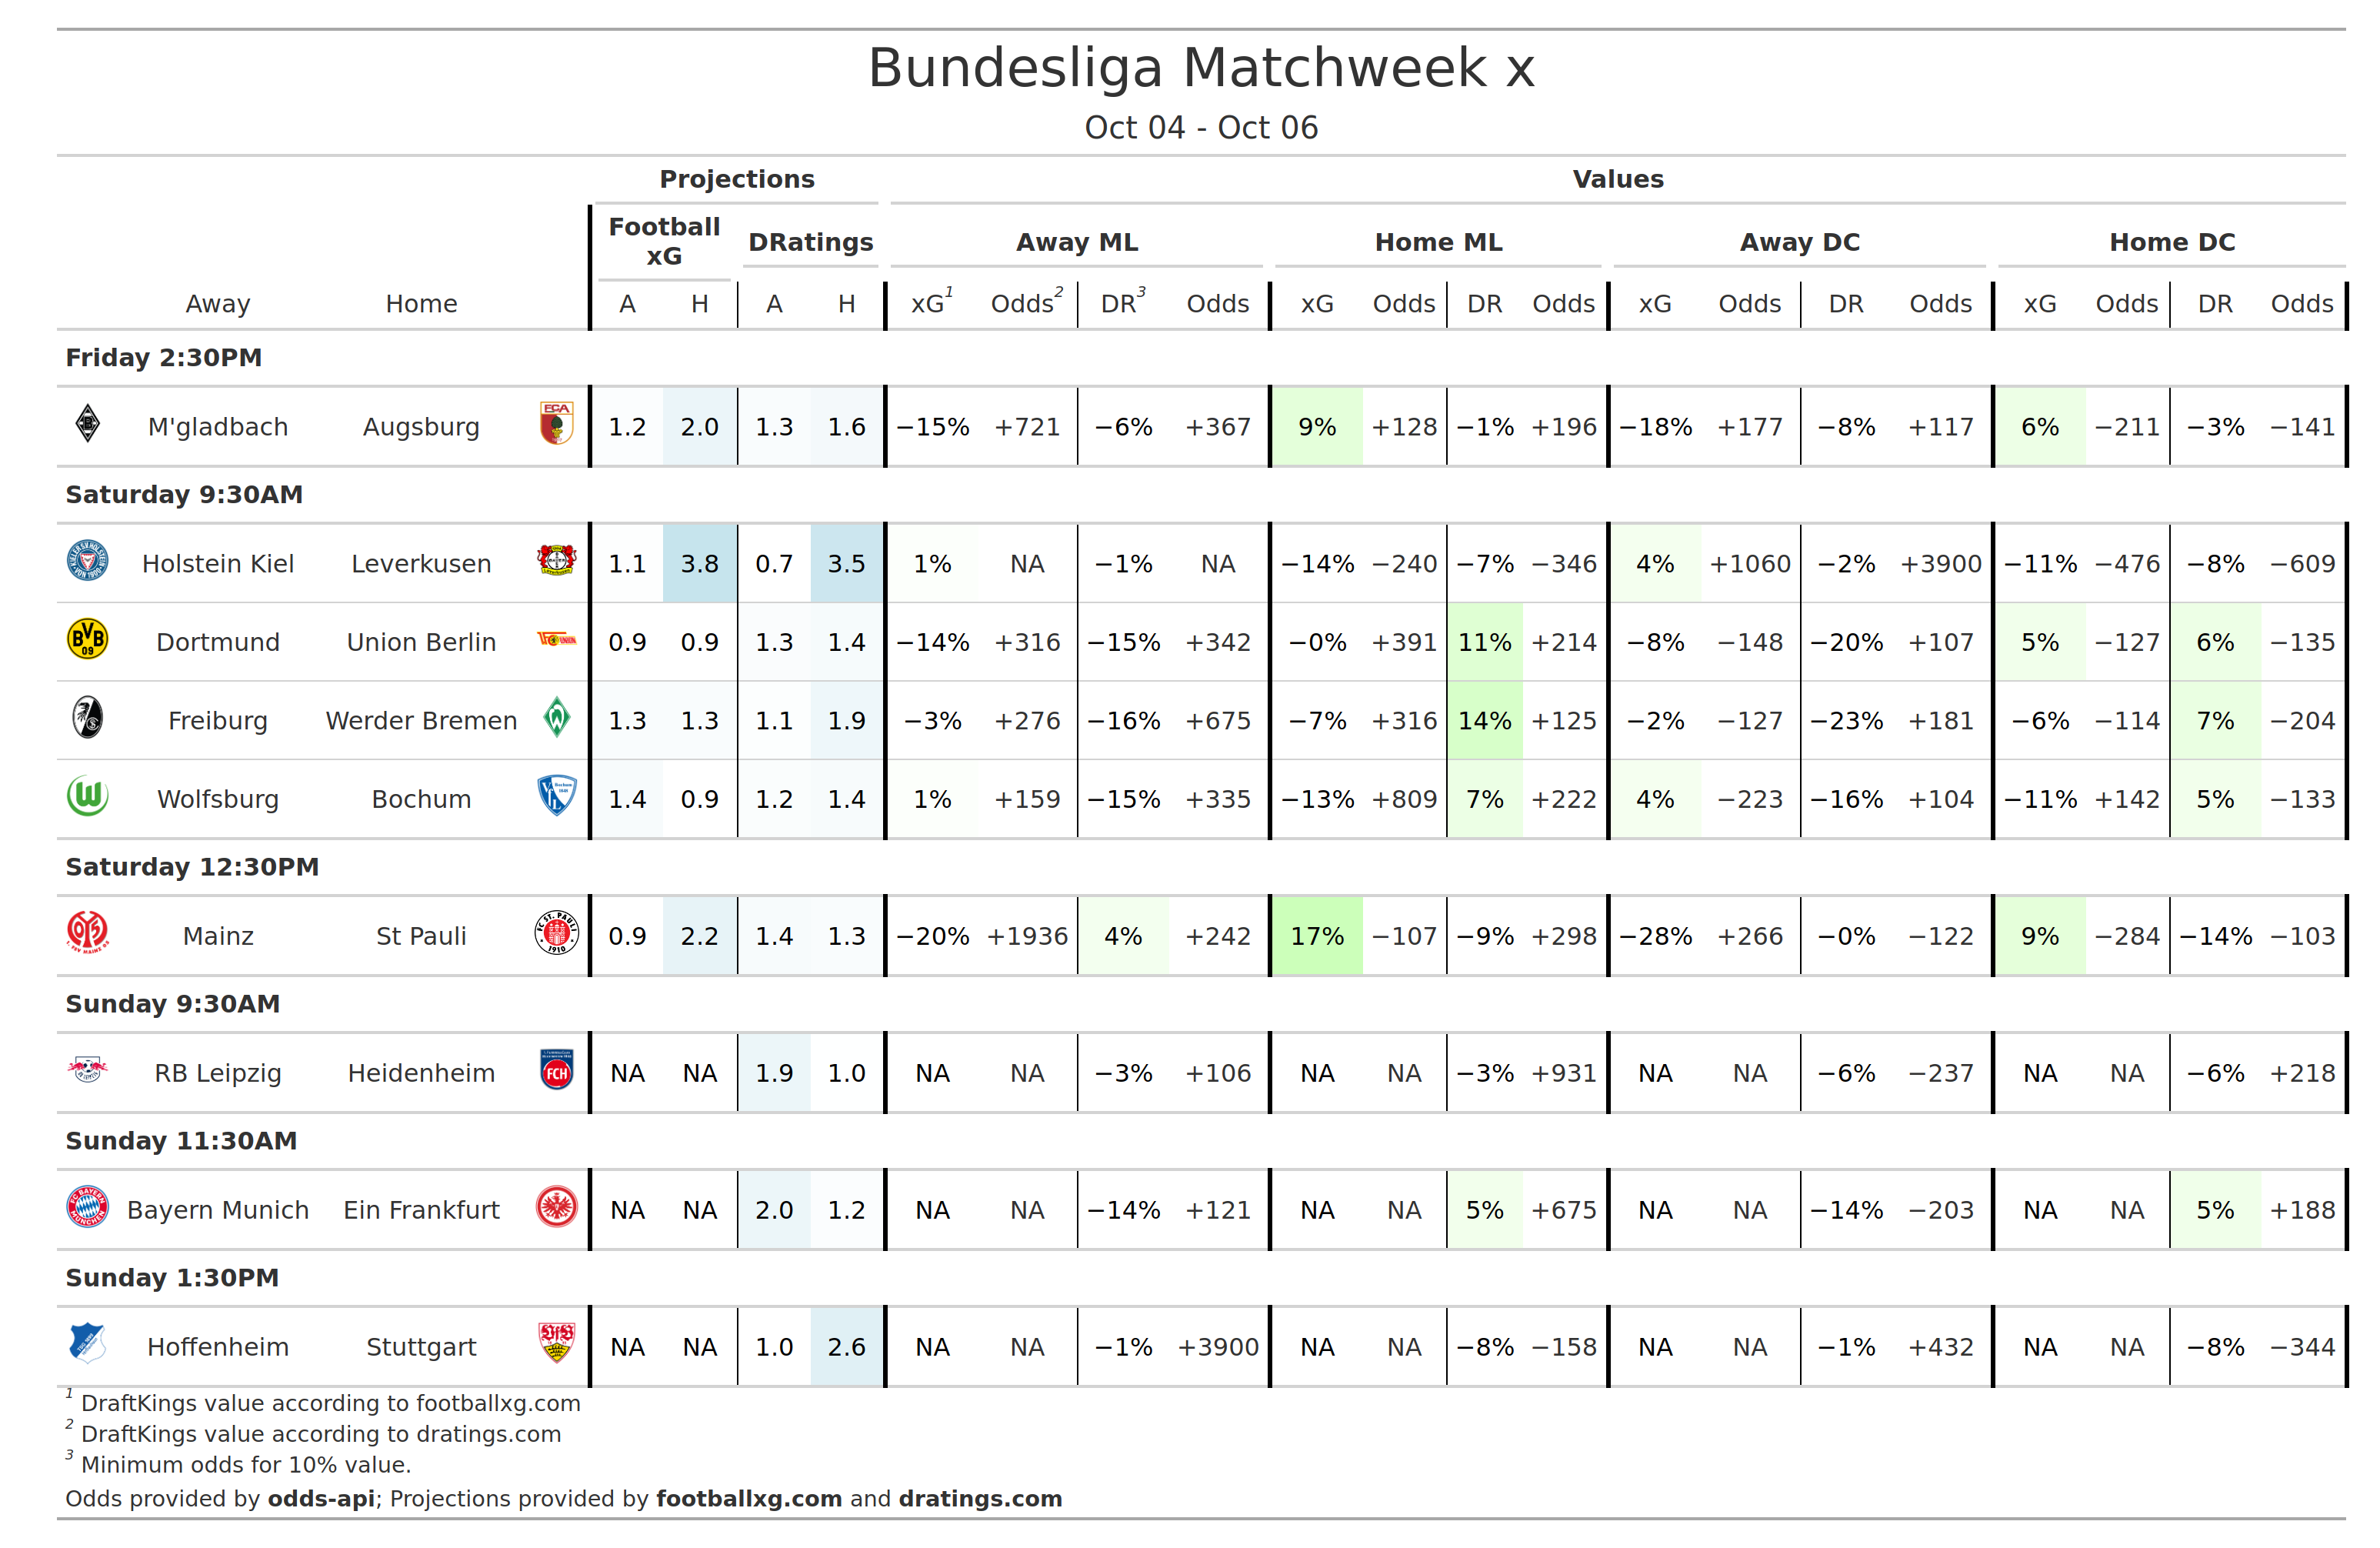 Bundesliga Matchweek x
Oct 04 - Oct 06
Projections Values
Football xG DRatings Away ML Home ML Away DC Home DC
Away Home A H A H xG1 Odds2 DR3 Odds xG Odds DR Odds xG Odds DR Odds xG Odds DR Odds
Friday 2:30PM
M'gladbach Augsburg 1.2 2.0 1.3 1.6 −15% +721 −6% +367 9% +128 −1% +196 −18% +177 −8% +117 6% −211 −3% −141
Saturday 9:30AM
Holstein Kiel Leverkusen 1.1 3.8 0.7 3.5 1% NA −1% NA −14% −240 −7% −346 4% +1060 −2% +3900 −11% −476 −8% −609
Dortmund Union Berlin 0.9 0.9 1.3 1.4 −14% +316 −15% +342 −0% +391 11% +214 −8% −148 −20% +107 5% −127 6% −135
Freiburg Werder Bremen 1.3 1.3 1.1 1.9 −3% +276 −16% +675 −7% +316 14% +125 −2% −127 −23% +181 −6% −114 7% −204
Wolfsburg Bochum 1.4 0.9 1.2 1.4 1% +159 −15% +335 −13% +809 7% +222 4% −223 −16% +104 −11% +142 5% −133
Saturday 12:30PM
Mainz St Pauli 0.9 2.2 1.4 1.3 −20% +1936 4% +242 17% −107 −9% +298 −28% +266 −0% −122 9% −284 −14% −103
Sunday 9:30AM
RB Leipzig Heidenheim NA NA 1.9 1.0 NA NA −3% +106 NA NA −3% +931 NA NA −6% −237 NA NA −6% +218
Sunday 11:30AM
Bayern Munich Ein Frankfurt NA NA 2.0 1.2 NA NA −14% +121 NA NA 5% +675 NA NA −14% −203 NA NA 5% +188
Sunday 1:30PM
Hoffenheim Stuttgart NA NA 1.0 2.6 NA NA −1% +3900 NA NA −8% −158 NA NA −1% +432 NA NA −8% −344
1 DraftKings value according to footballxg.com
2 DraftKings value according to dratings.com
3 Minimum odds for 10% value.
Odds provided by odds-api; Projections provided by footballxg.com and dratings.com